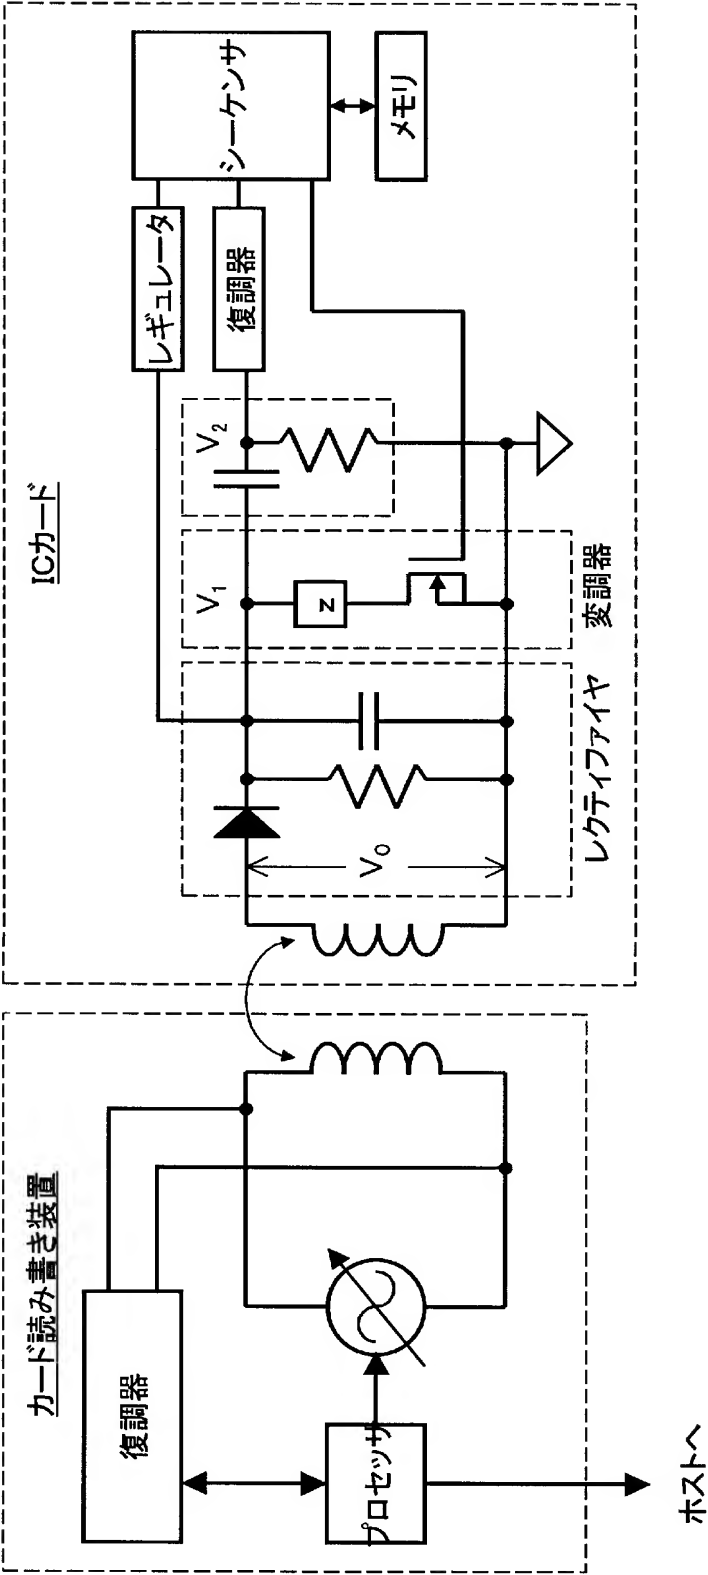 カード読み書き装置
復調器
プロセッサ
ホストへ
ICカード
V0
レクティファイヤ
V1
Z
変調器
V2
レギュレータ
復調器
シーケンサ
メモリ